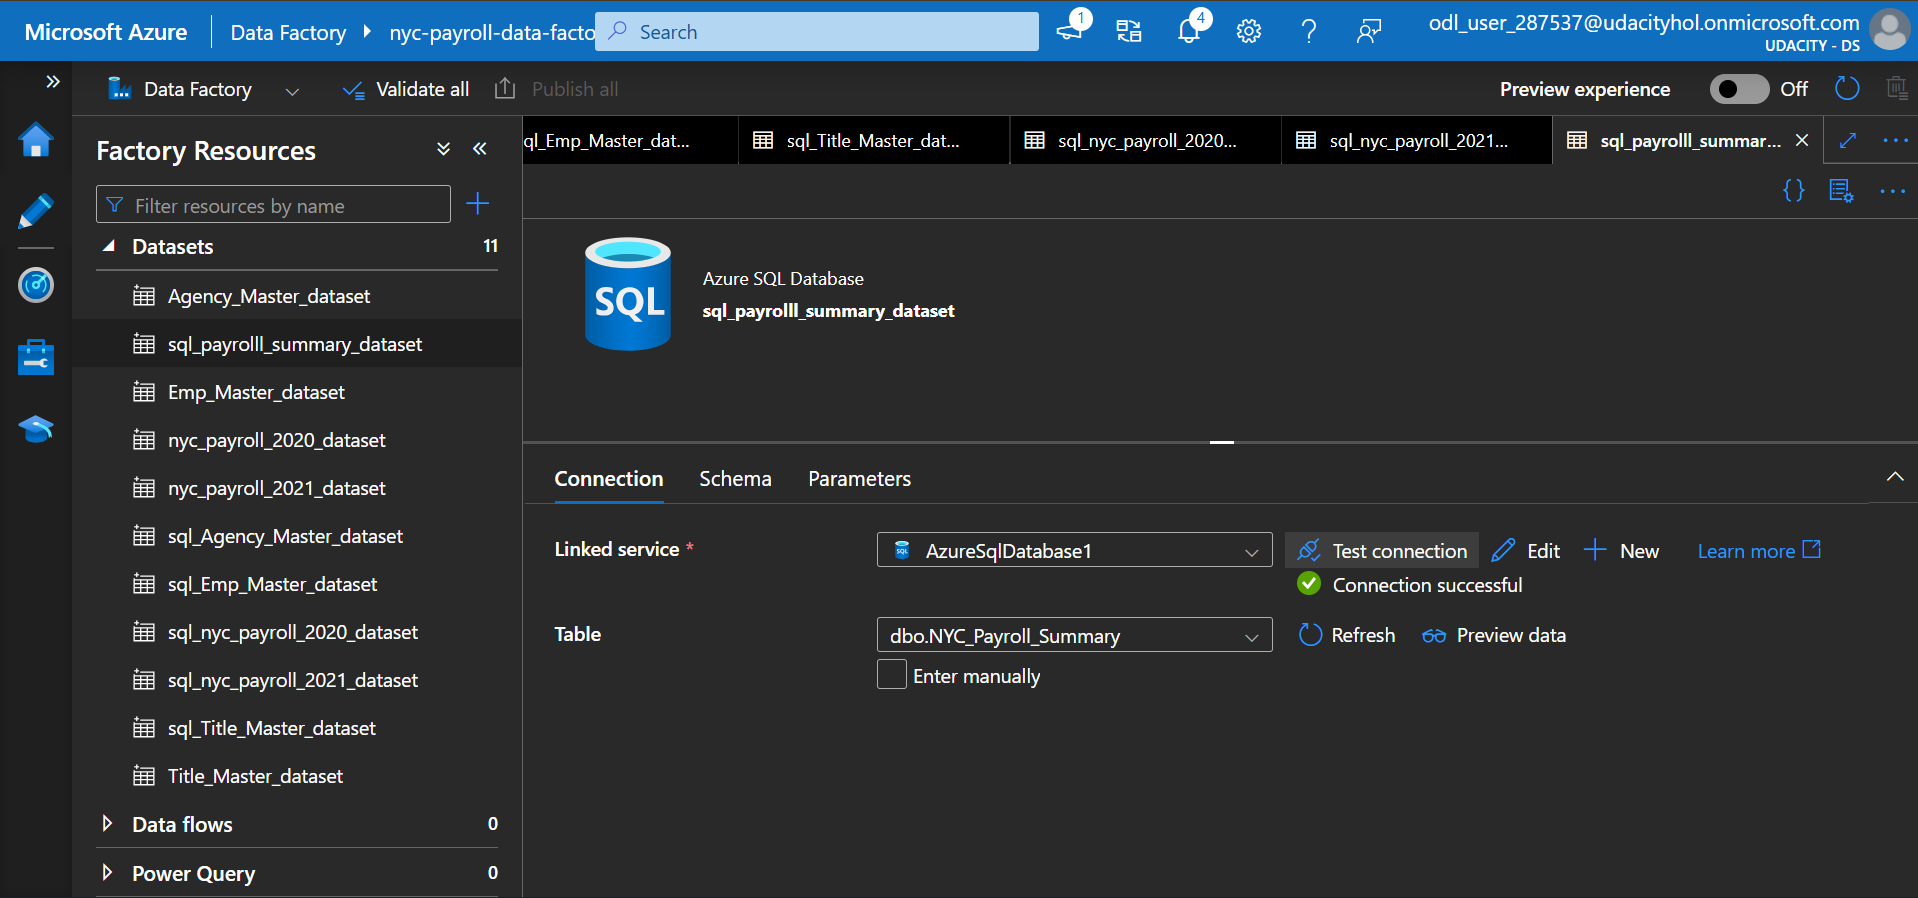 Microsoft Azure
Data Factory
nyc-payroll-data-facto
Search
1
4
odl_user_287537@udacityhol.onmicrosoft.com
UDACITY - DS
Data Factory
Validate all
Publish all
Preview experience
Off
Factory Resources
Filter resources by name
Datasets 11
Agency_Master_dataset
sql_payrolll_summary_dataset
Emp_Master_dataset
nyc_payroll_2020_dataset
nyc_payroll_2021_dataset
sql_Agency_Master_dataset
sql_Emp_Master_dataset
sql_nyc_payroll_2020_dataset
sql_nyc_payroll_2021_dataset
sql_Title_Master_dataset
Title_Master_dataset
Data flows 0
Power Query 0
ql_Emp_Master_dat...
sql_Title_Master_dat...
sql_nyc_payroll_2020...
sql_nyc_payroll_2021...
sql_payrolll_summar...
{}
SQL
Azure SQL Database
sql_payrolll_summary_dataset
Connection
Schema
Parameters
Linked service *
SQL
AzureSqlDatabase1
Test connection
Edit
New
Learn more
Connection successful
Table
dbo.NYC_Payroll_Summary
Refresh
Preview data
Enter manually